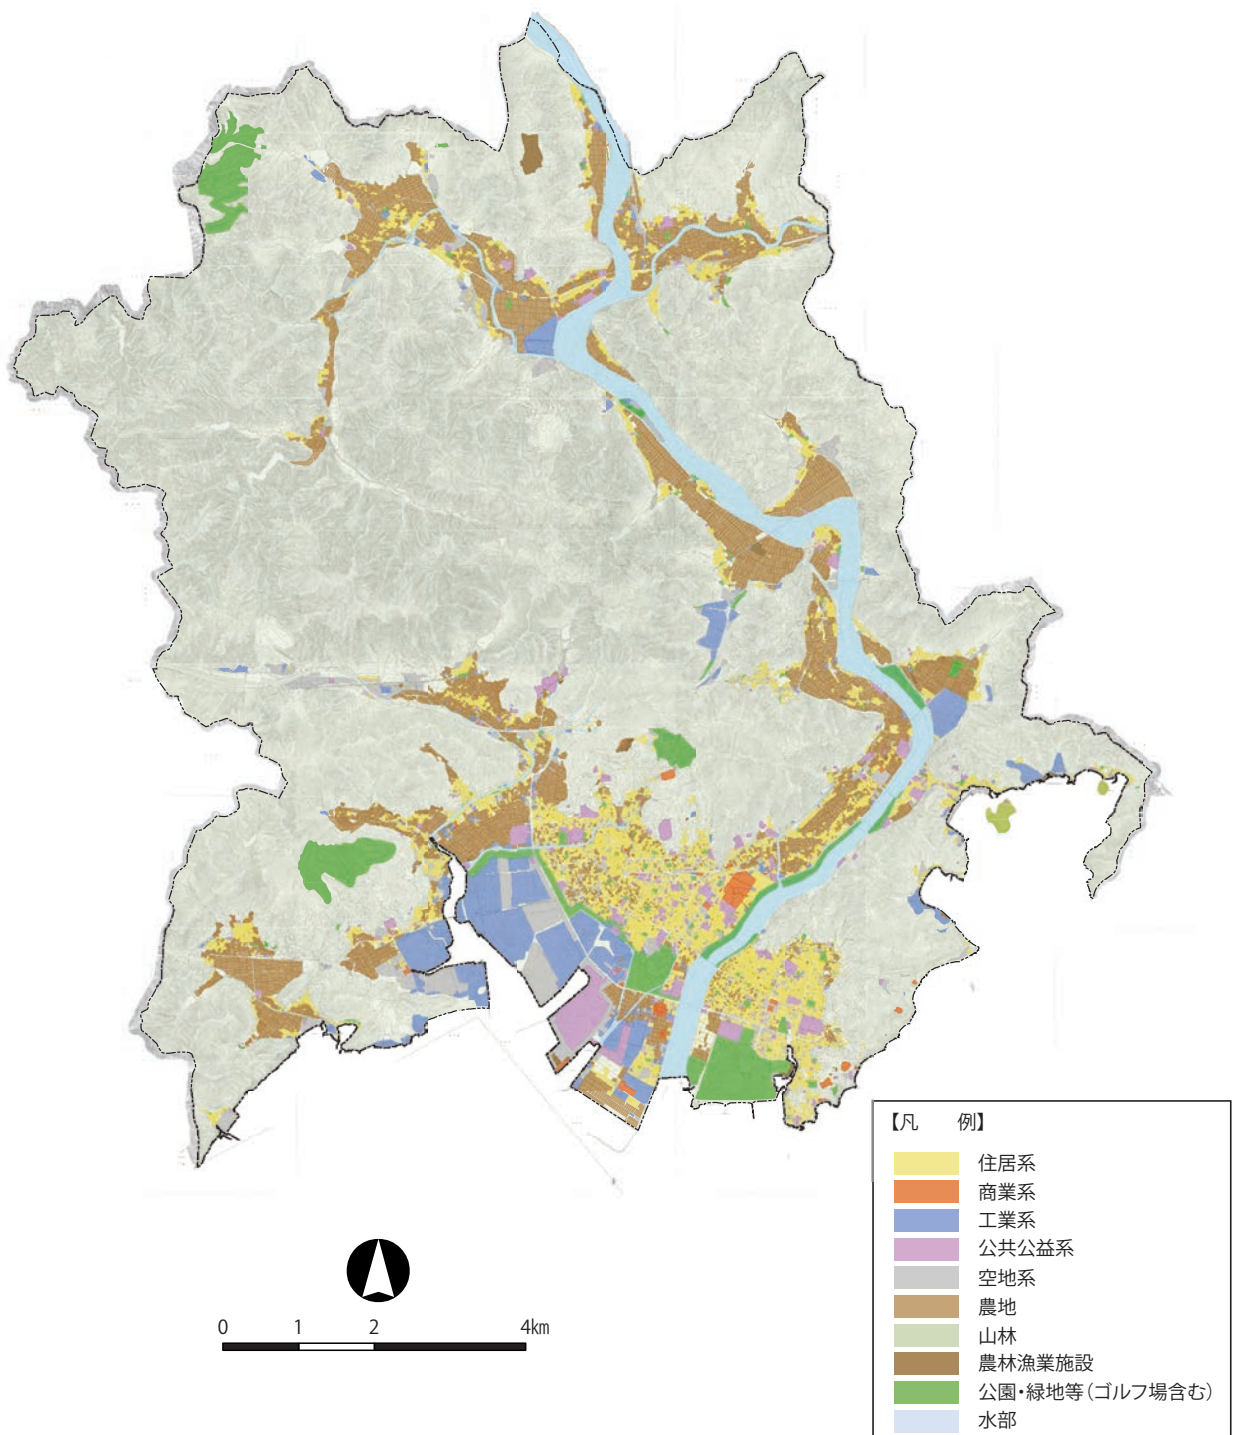 【凡　例】
住居系
商業系
工業系
公共公益系
空地系
農地
山林
農林漁業施設
公園・緑地等（ゴルフ場含む）
水部
0 1 2 4km